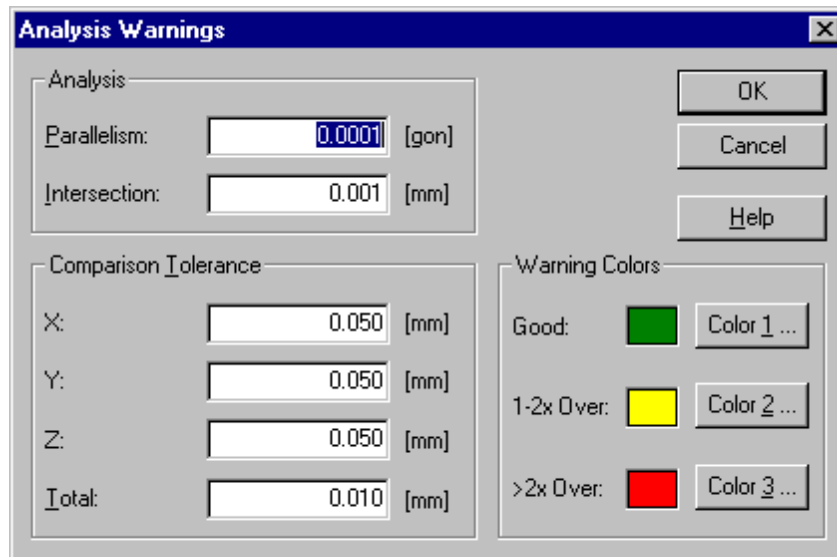 Analysis Warnings
Analysis
Parallelism: 0.0001 [gon]
Intersection: 0.001 [mm]
OK
Cancel
Help
Comparison Tolerance
X: 0.050 [mm]
Y: 0.050 [mm]
Z: 0.050 [mm]
Total: 0.010 [mm]
Warning Colors
Good: Color 1 ...
1-2x Over: Color 2 ...
>2x Over: Color 3 ...